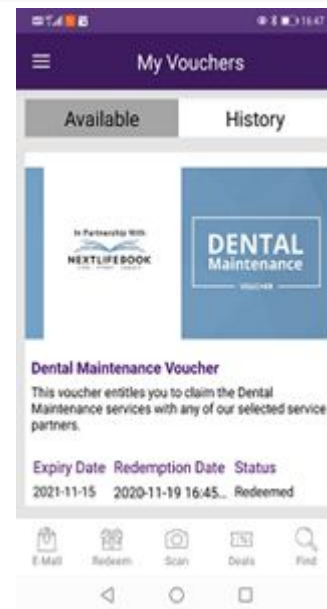 16:47
My Vouchers
Available
History
In Partnership With
NEXTLIFEBOOK
DENTAL
Maintenance
VOUCHER
Dental Maintenance Voucher
This voucher entitles you to claim the Dental
Maintenance services with any of our selected service
partners.
Expiry Date Redemption Date Status
2021-11-15 2020-11-19 16:45... Redeemed
E-Mall Redeem Scan Deals Find